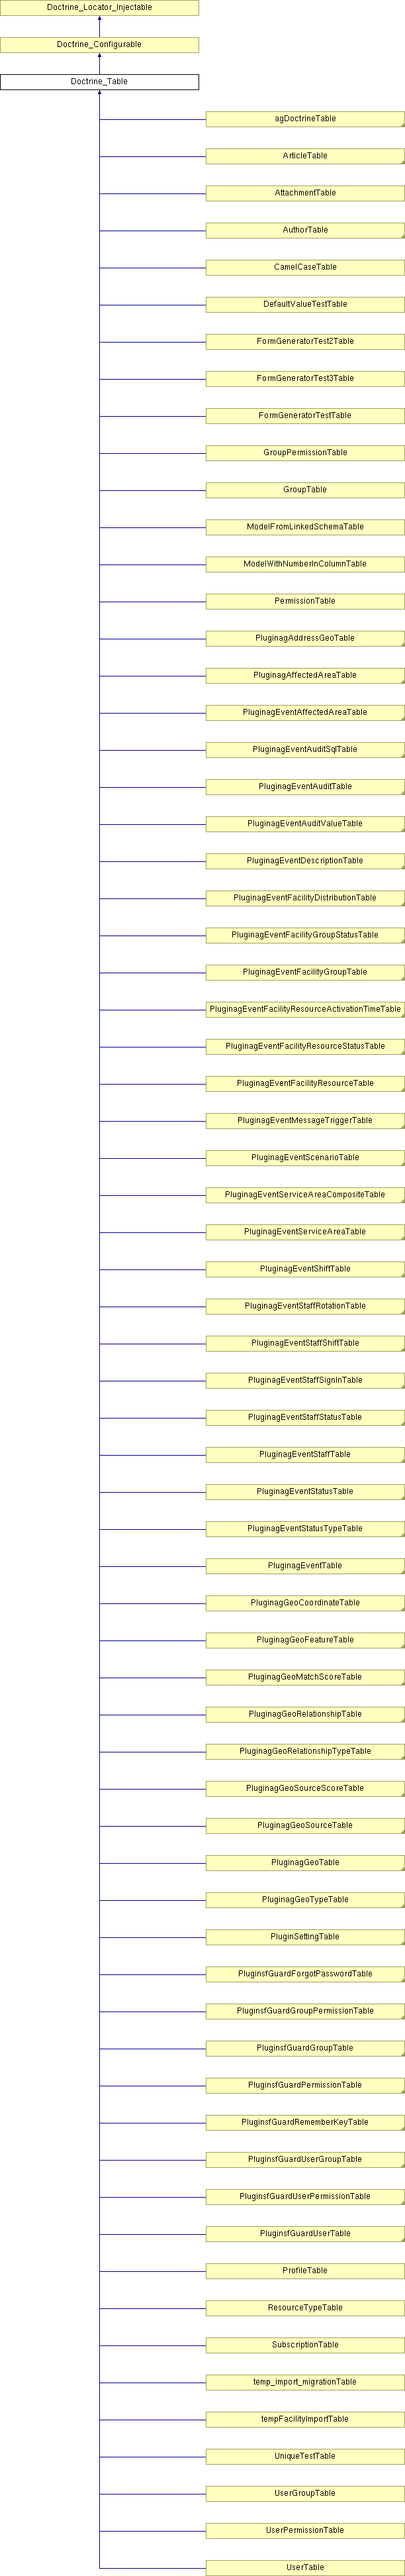 Doctrine_Locator_Injectable
Doctrine_Configurable
Doctrine_Table
agDoctrineTable
ArticleTable
AttachmentTable
AuthorTable
CamelCaseTable
DefaultValueTestTable
FormGeneratorTest2Table
FormGeneratorTest3Table
FormGeneratorTestTable
GroupPermissionTable
GroupTable
ModelFromLinkedSchemaTable
ModelWithNumberInColumnTable
PermissionTable
PluginagAddressGeoTable
PluginagAffectedAreaTable
PluginagEventAffectedAreaTable
PluginagEventAuditSqlTable
PluginagEventAuditTable
PluginagEventAuditValueTable
PluginagEventDescriptionTable
PluginagEventFacilityDistributionTable
PluginagEventFacilityGroupStatusTable
PluginagEventFacilityGroupTable
PluginagEventFacilityResourceActivationTimeTable
PluginagEventFacilityResourceStatusTable
PluginagEventFacilityResourceTable
PluginagEventMessageTriggerTable
PluginagEventScenarioTable
PluginagEventServiceAreaCompositeTable
PluginagEventServiceAreaTable
PluginagEventShiftTable
PluginagEventStaffRotationTable
PluginagEventStaffShiftTable
PluginagEventStaffSignInTable
PluginagEventStaffStatusTable
PluginagEventStaffTable
PluginagEventStatusTable
PluginagEventStatusTypeTable
PluginagEventTable
PluginagGeoCoordinateTable
PluginagGeoFeatureTable
PluginagGeoMatchScoreTable
PluginagGeoRelationshipTable
PluginagGeoRelationshipTypeTable
PluginagGeoSourceScoreTable
PluginagGeoSourceTable
PluginagGeoTable
PluginagGeoTypeTable
PluginSettingTable
PluginsfGuardForgotPasswordTable
PluginsfGuardGroupPermissionTable
PluginsfGuardGroupTable
PluginsfGuardPermissionTable
PluginsfGuardRememberKeyTable
PluginsfGuardUserGroupTable
PluginsfGuardUserPermissionTable
PluginsfGuardUserTable
ProfileTable
ResourceTypeTable
SubscriptionTable
temp_import_migrationTable
tempFacilityImportTable
UniqueTestTable
UserGroupTable
UserPermissionTable
UserTable